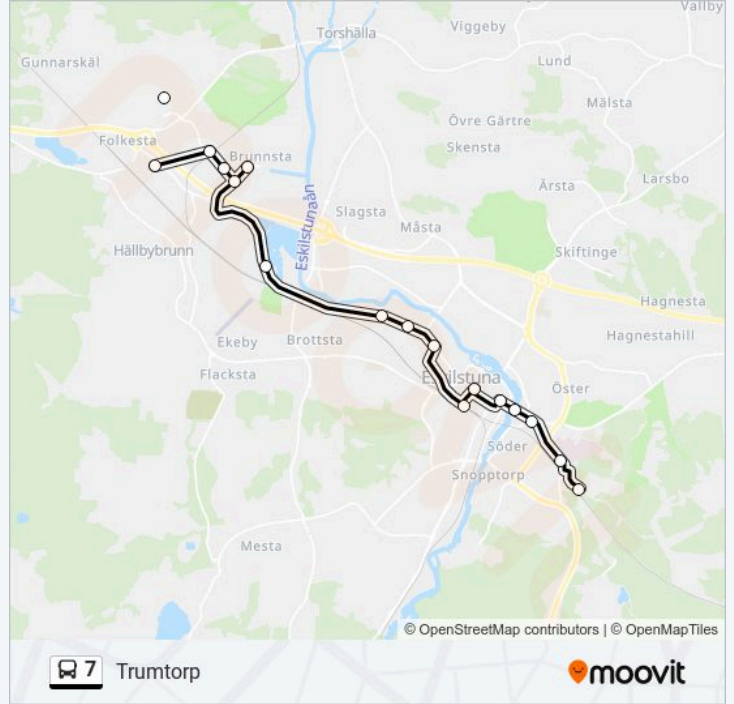 Vallby
Viggeby
Torshälla
Gunnarskäl
Lund
Mälsta
Övre Gärtre
Folkesta
Skensta
Brunnsta
Larsbo
Ärsta
Eskilstunaån
Slagsta
Måsta
Hällbybrunn
Skiftinge
Hagnesta
Hagnestahill
Ekeby
Brottsta
Flacksta
Eskilstuna
Öster
Söder
Snopptorp
Mesta
© OpenStreetMap contributors | © OpenMapTiles
7 Trumtorp
moovit